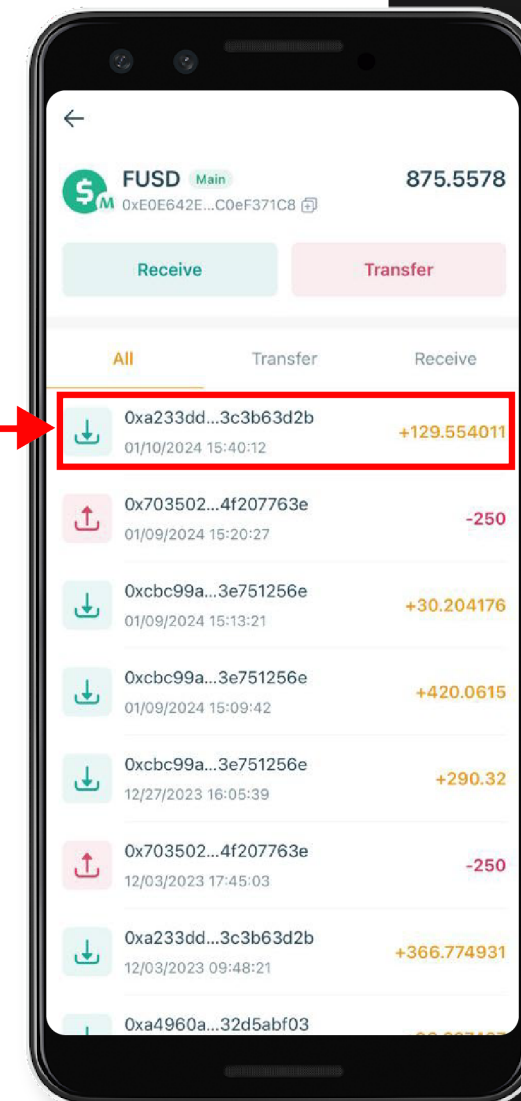 FUSD Main 875.5578
0xE0E642E...C0eF371C8
Receive Transfer
All Transfer Receive
0xa233dd...3c3b63d2b
+129.554011
01/10/2024 15:40:12
0x703502...4f207763e
-250
01/09/2024 15:20:27
0xcbc99a...3e751256e
+30.204176
01/09/2024 15:13:21
0xcbc99a...3e751256e
+420.0615
01/09/2024 15:09:42
0xcbc99a...3e751256e
+290.32
12/27/2023 16:05:39
0x703502...4f207763e
-250
12/03/2023 17:45:03
0xa233dd...3c3b63d2b
+366.774931
12/03/2023 09:48:21
0xa4960a...32d5abf03